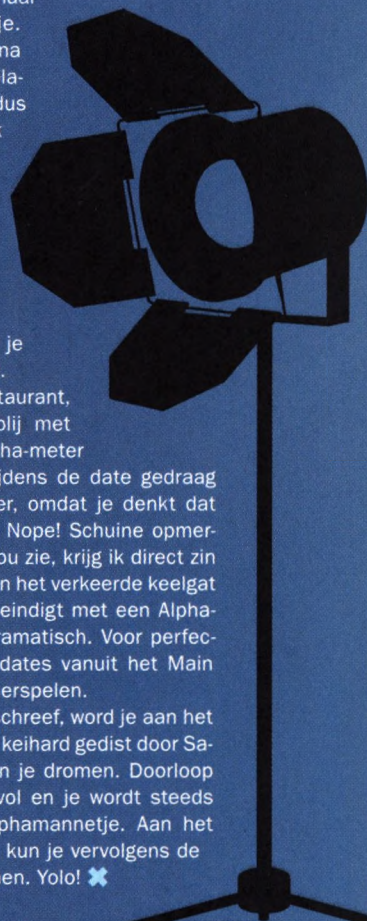 je.
na
la-
dus
je
taurant,
olij met
ha-meter
ijdens de date gedraag
er, omdat je denkt dat
Nope! Schuine opmer-
ou zie, krijg ik direct zin
n het verkeerde keelgat
eindigt met een Alpha-
ramatisch. Voor perfec-
dates vanuit het Main
erspelen.
schreef, word je aan het
keihard gedist door Sa-
n je dromen. Doorloop
vol en je wordt steeds
phamannetje. Aan het
kun je vervolgens de
nen. Yolo!